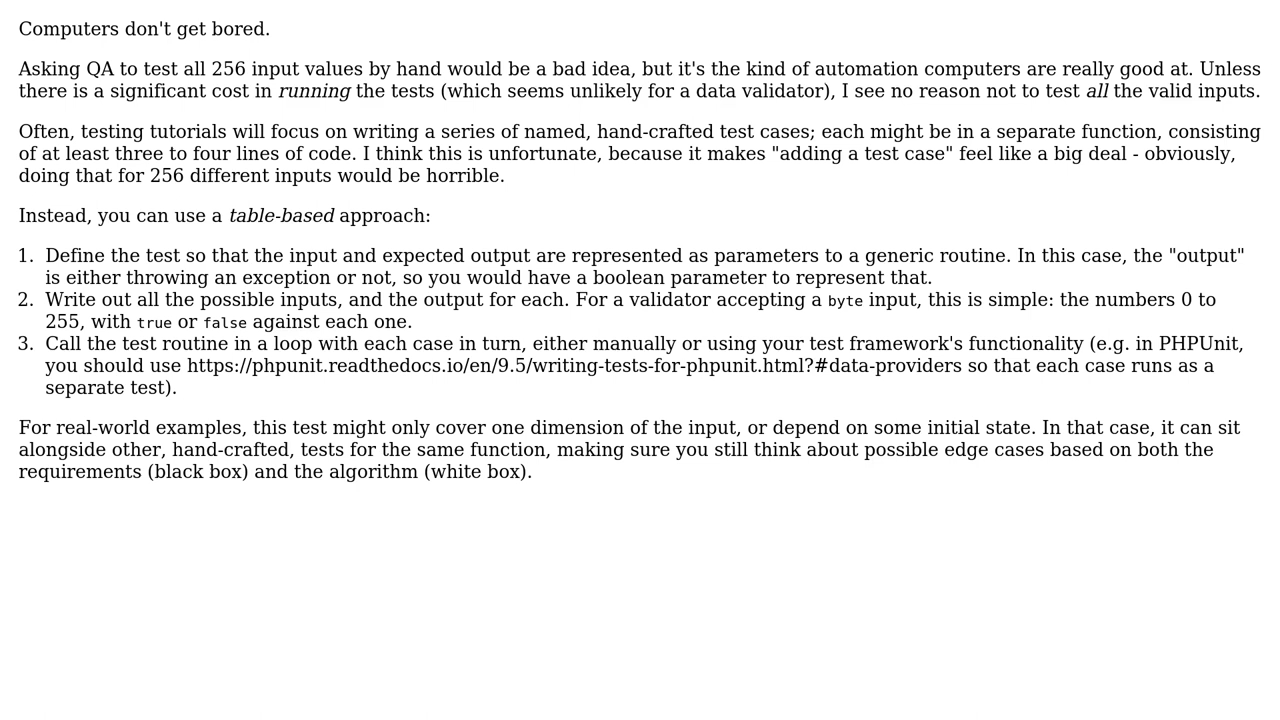 Computers don't get bored.
Asking QA to test all 256 input values by hand would be a bad idea, but it's the kind of automation computers are really good at. Unless
there is a significant cost in running the tests (which seems unlikely for a data validator), I see no reason not to test all the valid inputs.
Often, testing tutorials will focus on writing a series of named, hand-crafted test cases; each might be in a separate function, consisting
of at least three to four lines of code. I think this is unfortunate, because it makes "adding a test case" feel like a big deal - obviously,
doing that for 256 different inputs would be horrible.
Instead, you can use a table-based approach:
1. Define the test so that the input and expected output are represented as parameters to a generic routine. In this case, the "output"
is either throwing an exception or not, so you would have a boolean parameter to represent that.
2. Write out all the possible inputs, and the output for each. For a validator accepting a byte input, this is simple: the numbers 0 to
255, with true or false against each one.
3. Call the test routine in a loop with each case in turn, either manually or using your test framework's functionality (e.g. in PHPUnit,
you should use https://phpunit.readthedocs.io/en/9.5/writing-tests-for-phpunit.html?#data-providers so that each case runs as a
separate test).
For real-world examples, this test might only cover one dimension of the input, or depend on some initial state. In that case, it can sit
alongside other, hand-crafted, tests for the same function, making sure you still think about possible edge cases based on both the
requirements (black box) and the algorithm (white box).